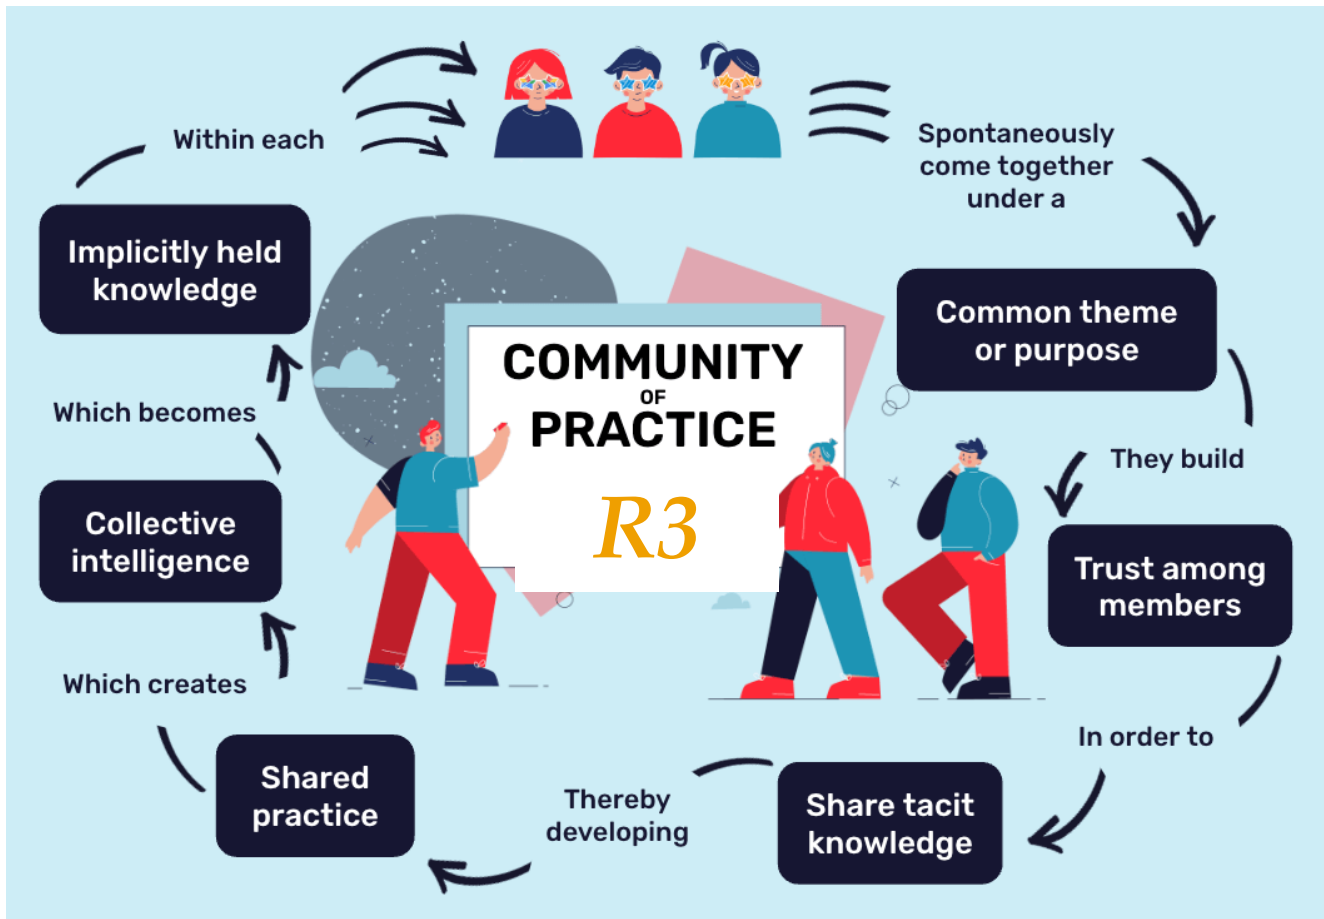 Within each
Spontaneously
come together
under a
Common theme
or purpose
They build
Trust among
members
In order to
Share tacit
knowledge
Thereby
developing
Shared
practice
Which creates
Collective
intelligence
Which becomes
Implicitly held
knowledge
COMMUNITY
OF
PRACTICE
R3